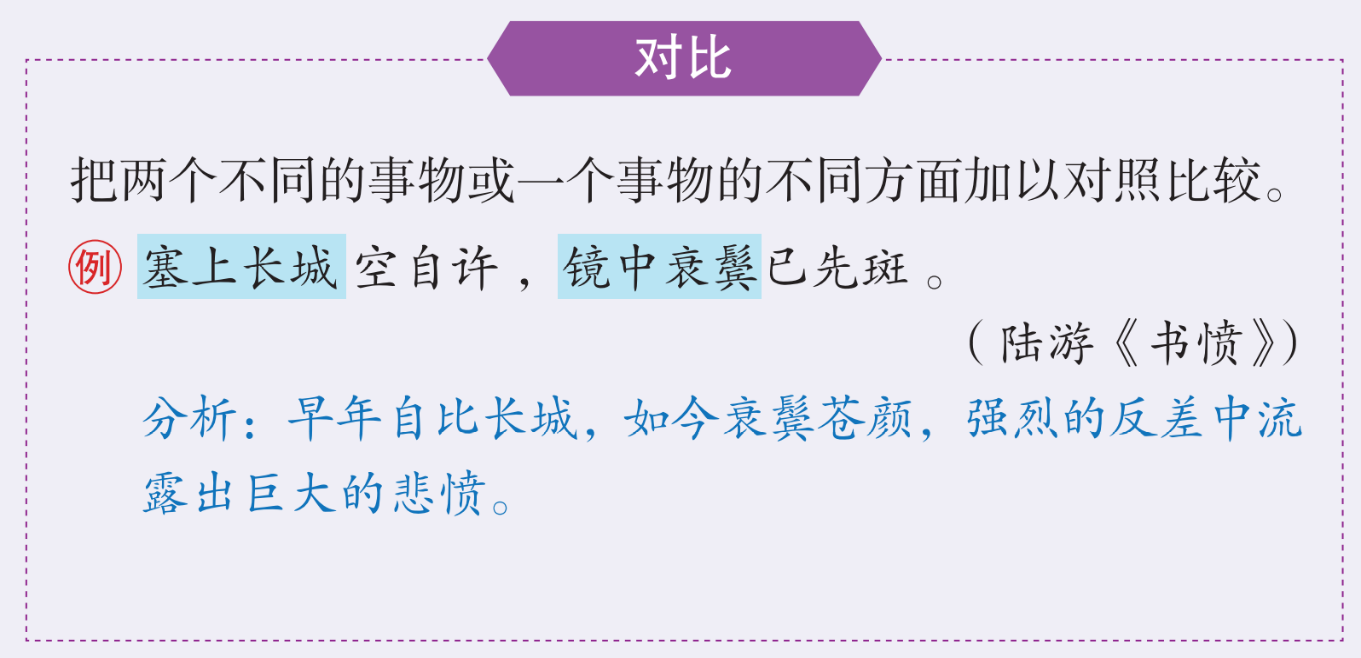 对比
把两个不同的事物或一个事物的不同方面加以对照比较。
例 塞上长城空自许，镜中衰鬓已先斑。
（陆游《书愤》）
分析：早年自比长城，如今衰鬓苍颜，强烈的反差中流
露出巨大的悲愤。